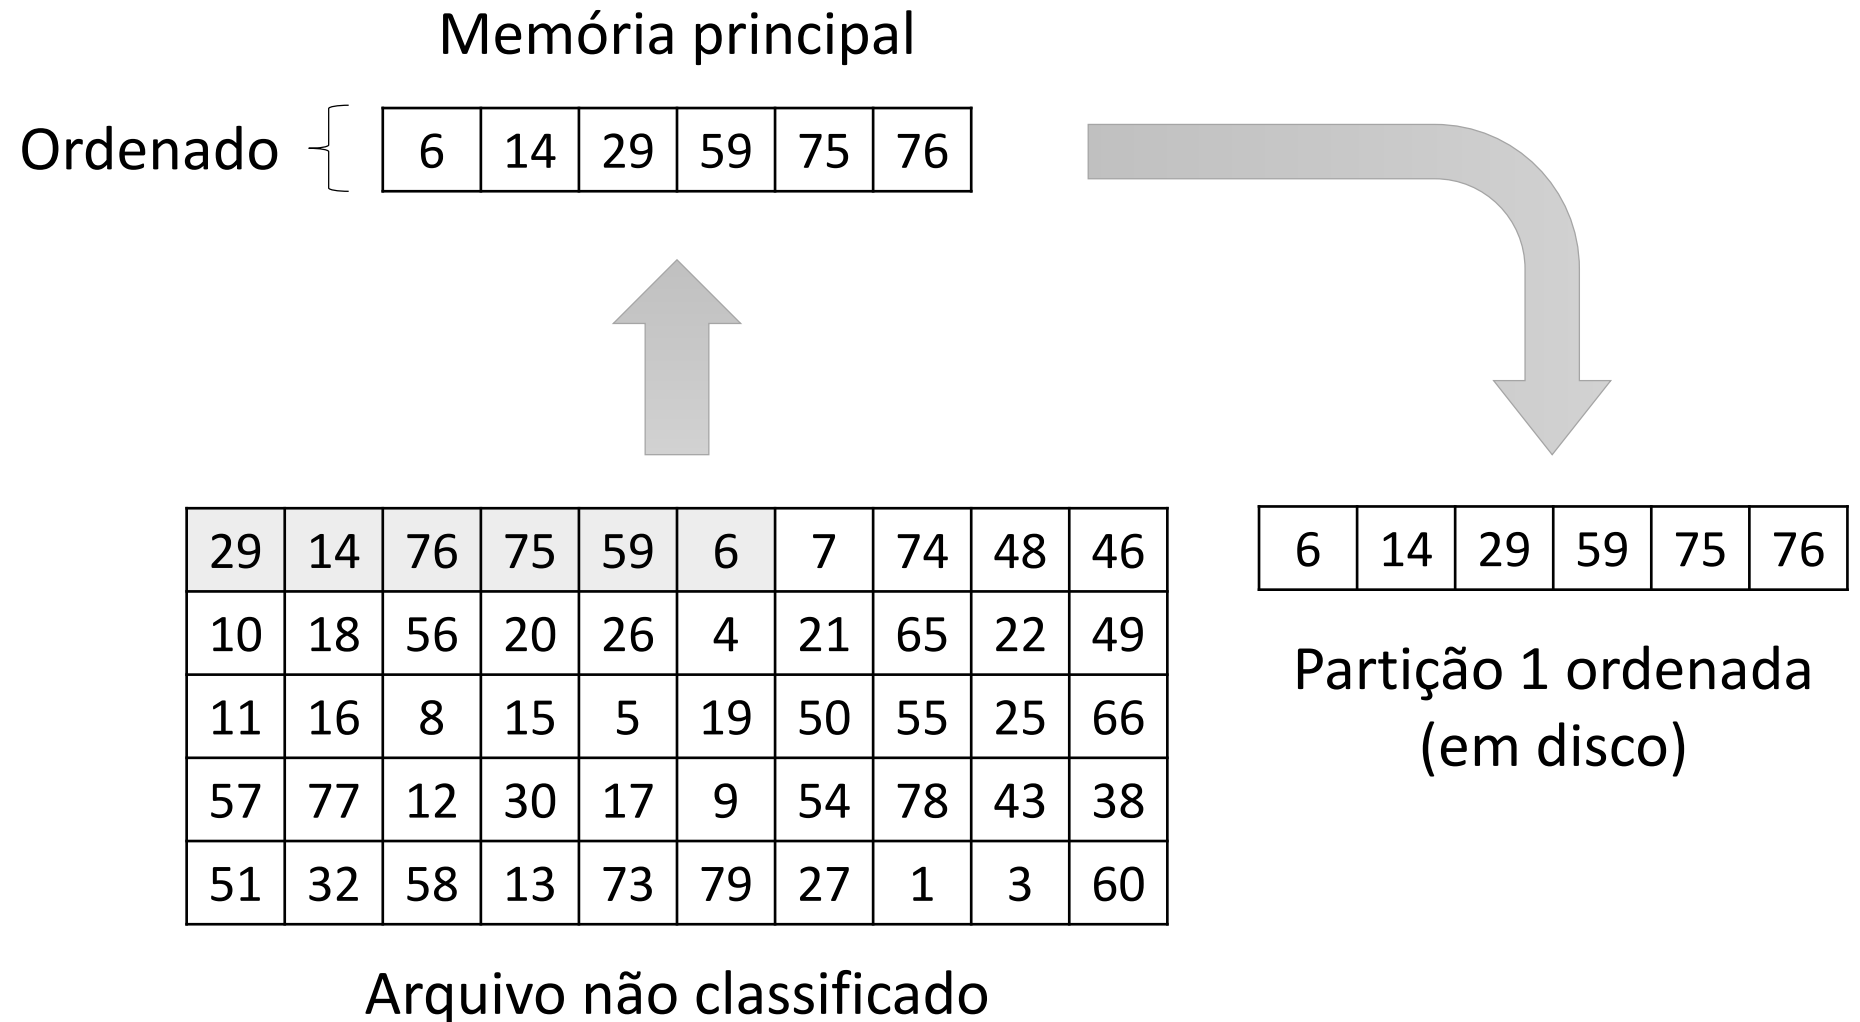 Memória principal
Ordenado 6 14 29 59 75 76
29 14 76 75 59 6 7 74 48 46
10 18 56 20 26 4 21 65 22 49
11 16 8 15 5 19 50 55 25 66
57 77 12 30 17 9 54 78 43 38
51 32 58 13 73 79 27 1 3 60
Arquivo não classificado
6 14 29 59 75 76
Partição 1 ordenada
(em disco)